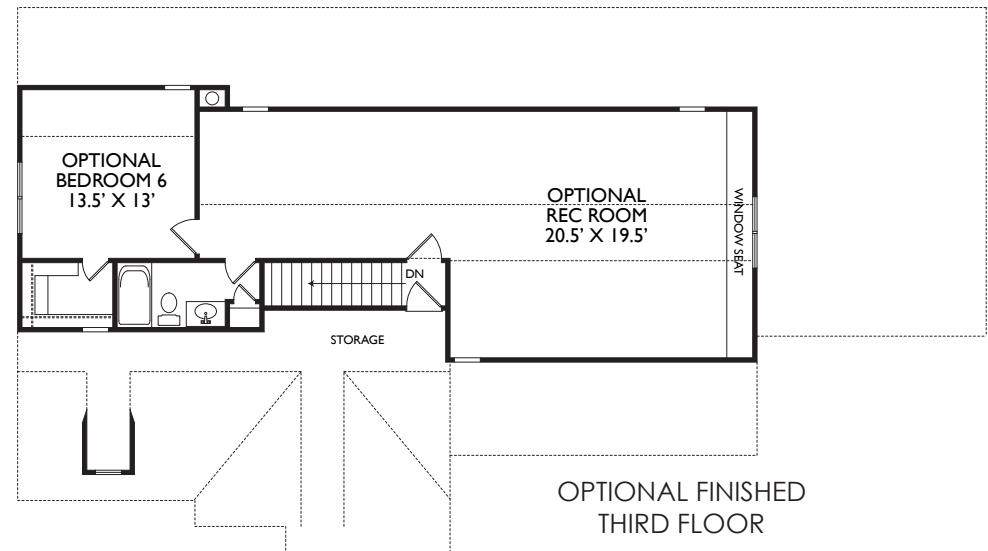 OPTIONAL
BEDROOM 6
13.5’ X 13’
OPTIONAL
REC ROOM
20.5’ X 19.5’
WINDOW SEAT
DN
STORAGE
OPTIONAL FINISHED
THIRD FLOOR